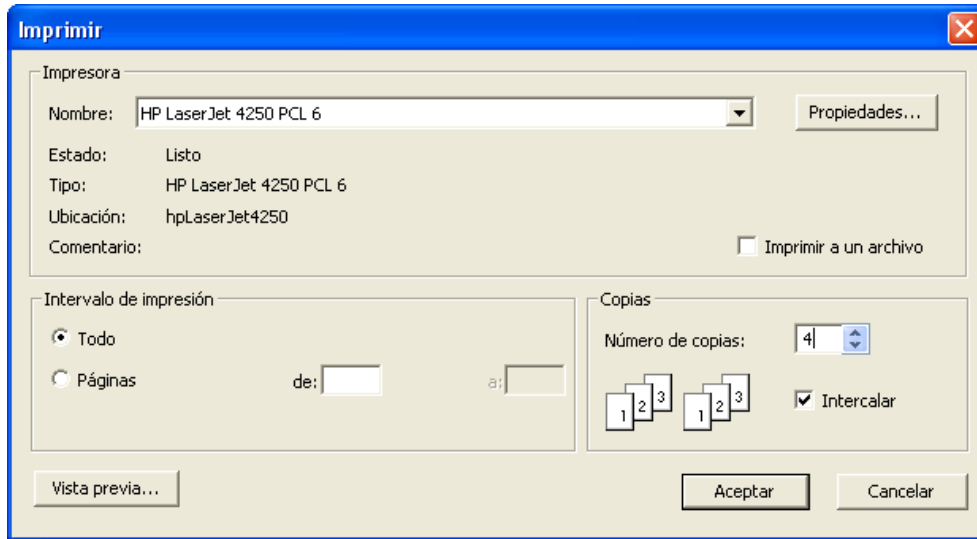 Imprimir
Impresora
Nombre: HP LaserJet 4250 PCL 6 Propiedades...
Estado: Listo
Tipo: HP LaserJet 4250 PCL 6
Ubicación: hpLaserJet4250
Comentario: Imprimir a un archivo
Intervalo de impresión
Todo
Páginas de: a:
Copias
Número de copias: 4
1 2 3 1 2 3 Intercalar
Vista previa... Aceptar Cancelar